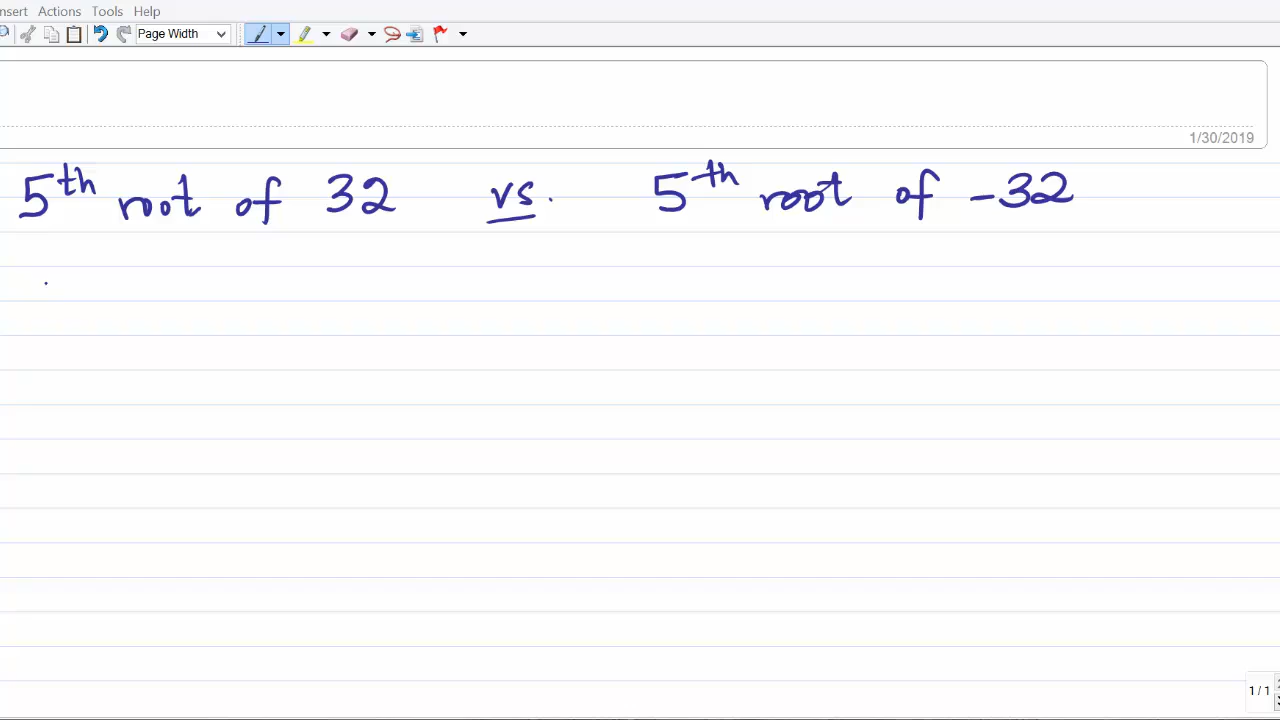 nsert Actions Tools Help
Page Width
1/30/2019
5th root of 32 vs. 5th root of -32
1 / 1